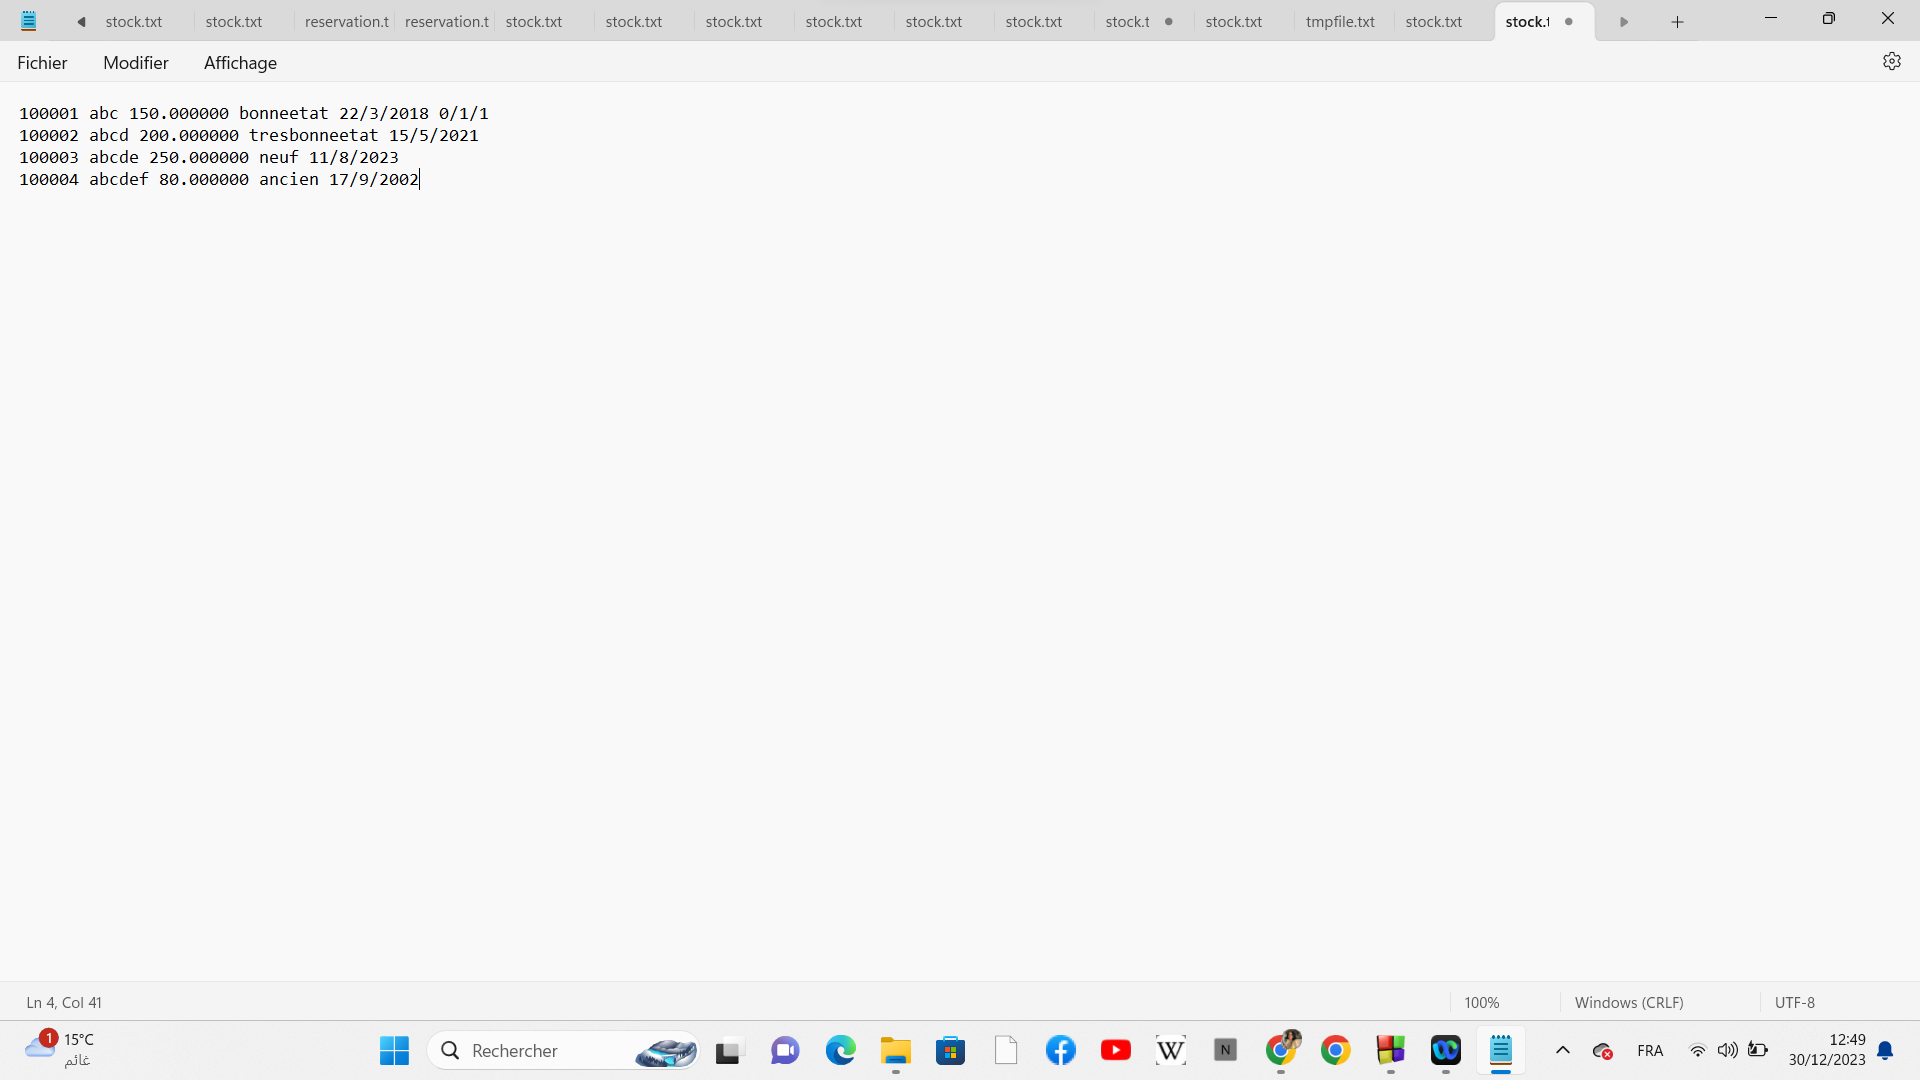 stock.txt stock.txt reservation.t reservation.t stock.txt stock.txt stock.txt stock.txt stock.txt stock.txt stock.t stock.txt tmpfile.txt stock.txt stock.t
Fichier Modifier Affichage
100001 abc 150.000000 bonneetat 22/3/2018 0/1/1
100002 abcd 200.000000 tresbonneetat 15/5/2021
100003 abcde 250.000000 neuf 11/8/2023
100004 abcdef 80.000000 ancien 17/9/2002
Ln 4, Col 41 100% Windows (CRLF) UTF-8
1 15°C
غائم
Rechercher
W
N
FRA
12:49
30/12/2023